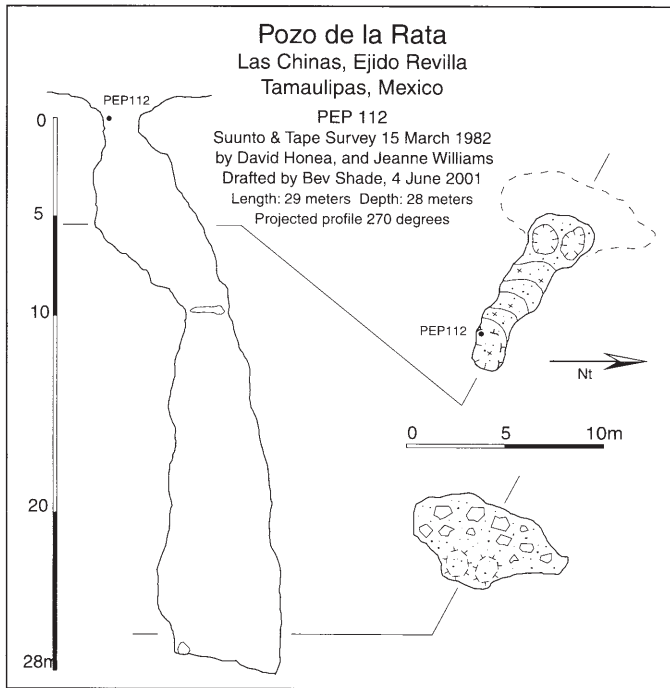 Pozo de la Rata
Las Chinas, Ejido Revilla
Tamaulipas, Mexico
PEP 112
Suunto & Tape Survey 15 March 1982
by David Honea, and Jeanne Williams
Drafted by Bev Shade, 4 June 2001
Length: 29 meters Depth: 28 meters
Projected profile 270 degrees
PEP112
0
5
10
20
28m
PEP112
Nt
0 5 10m